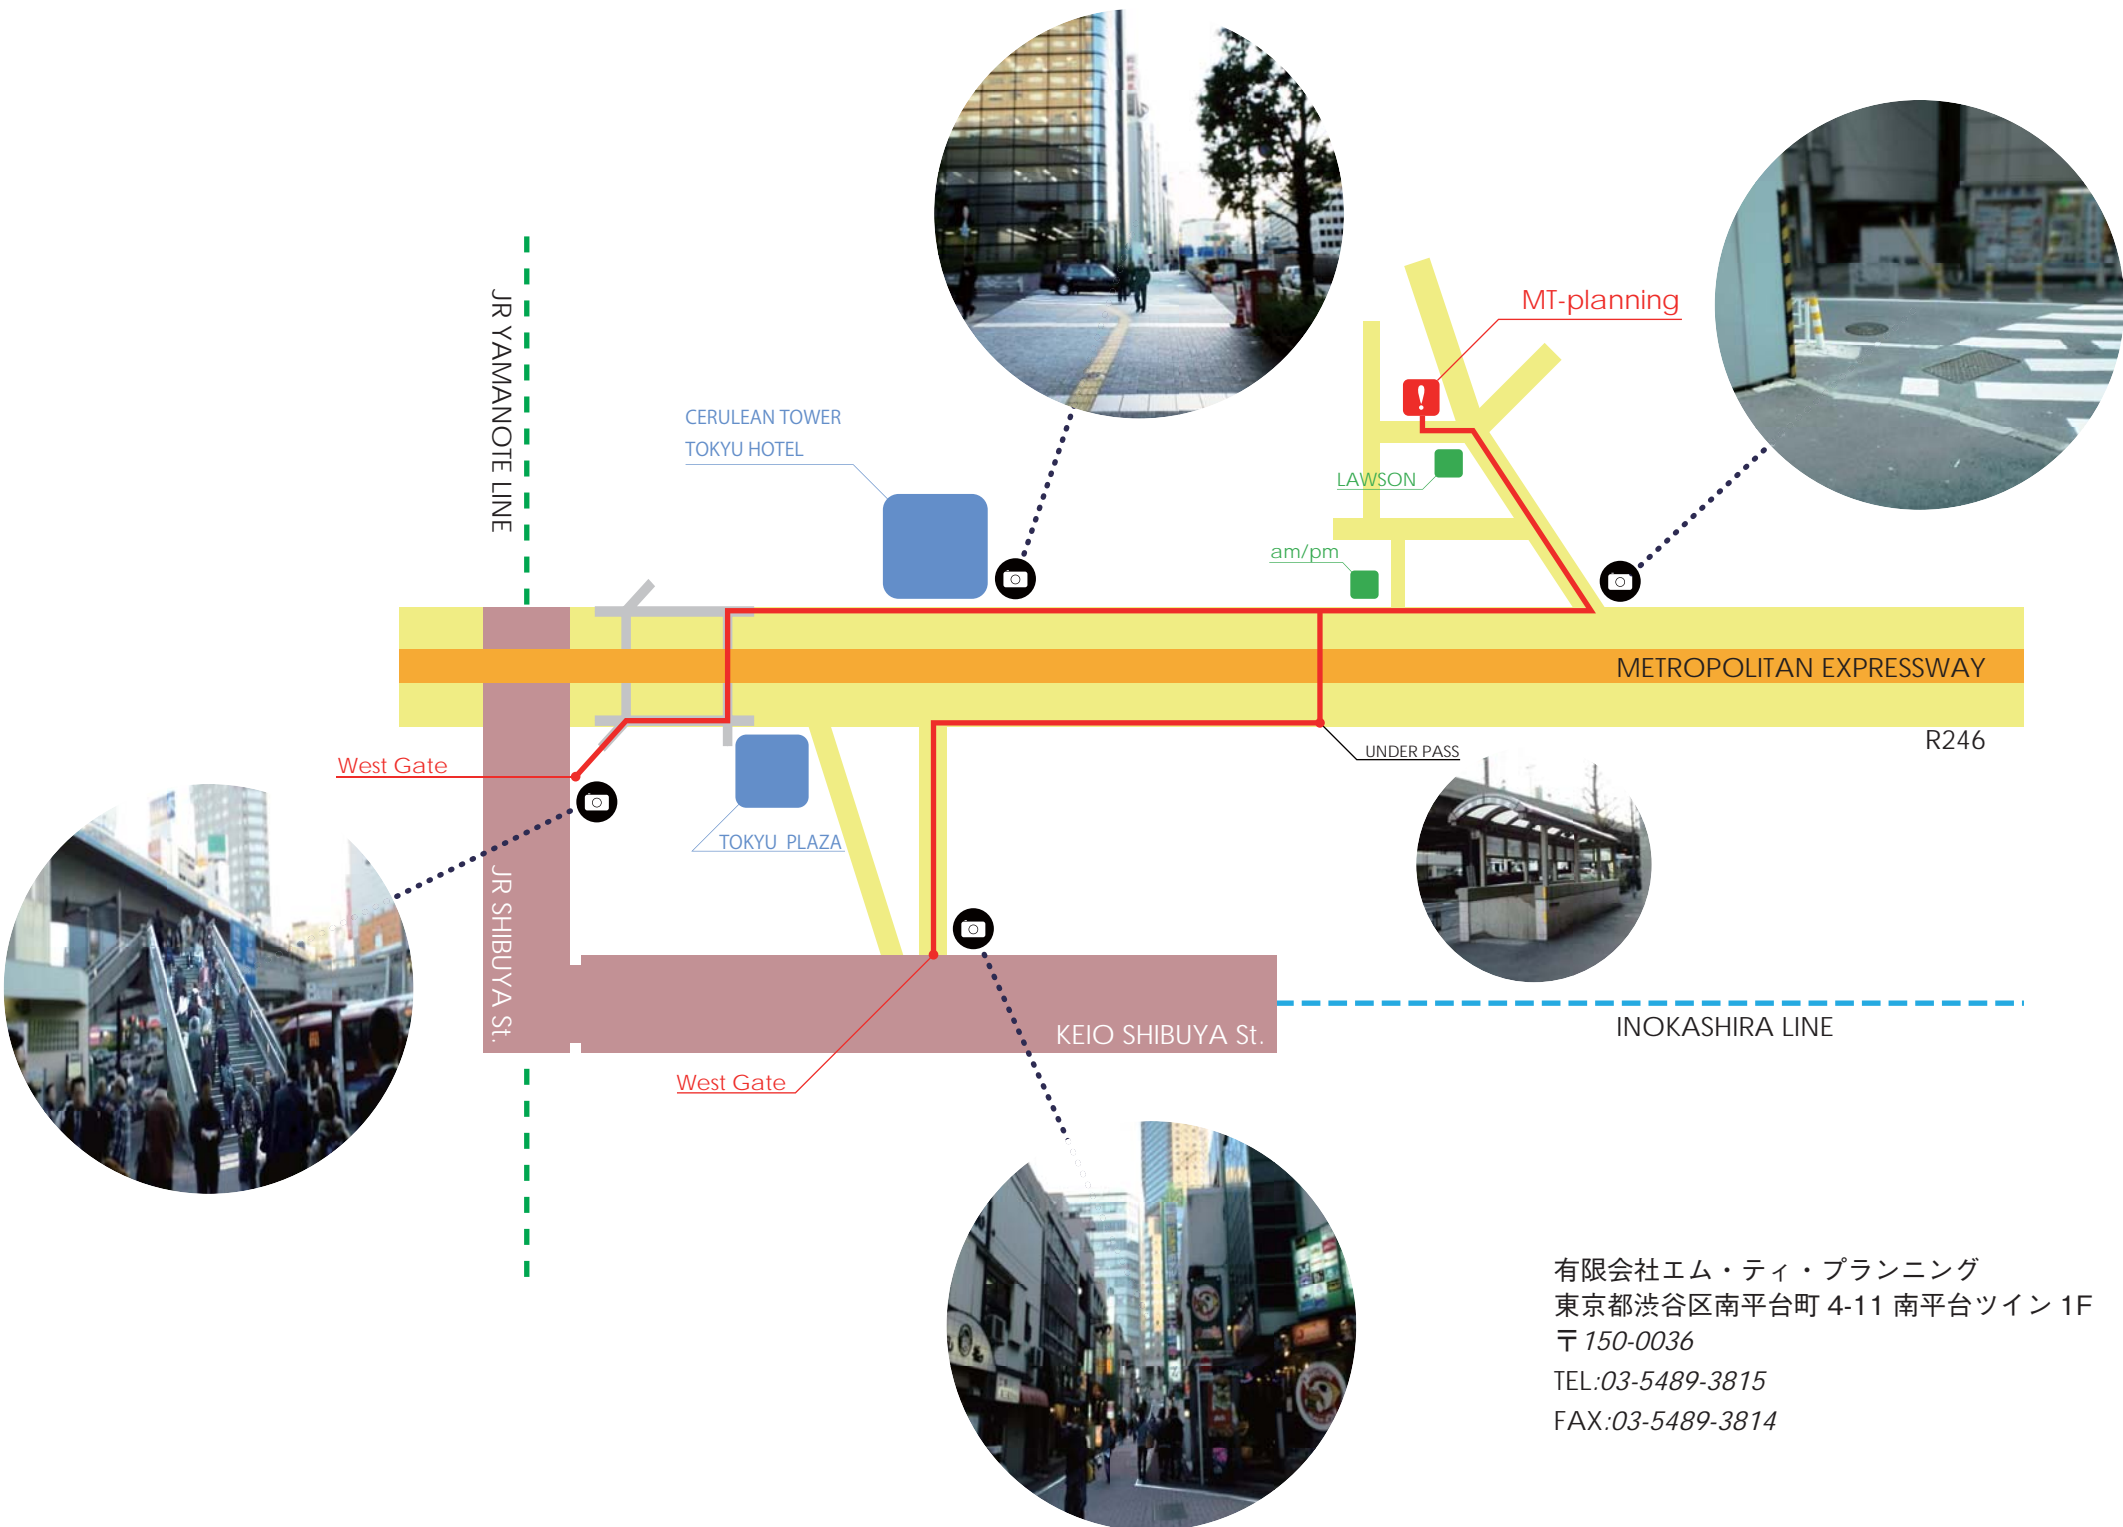 MT-planning
JR YAMANOTE LINE
CERULEAN TOWER
TOKYU HOTEL
LAWSON
am/pm
METROPOLITAN EXPRESSWAY
R246
UNDER PASS
West Gate
TOKYU PLAZA
JR SHIBUYA St.
KEIO SHIBUYA St.
INOKASHIRA LINE
West Gate
有限会社エム・ティ・プランニング
東京都渋谷区南平台町 4-11 南平台ツイン 1F
〒150-0036
TEL:03-5489-3815
FAX:03-5489-3814